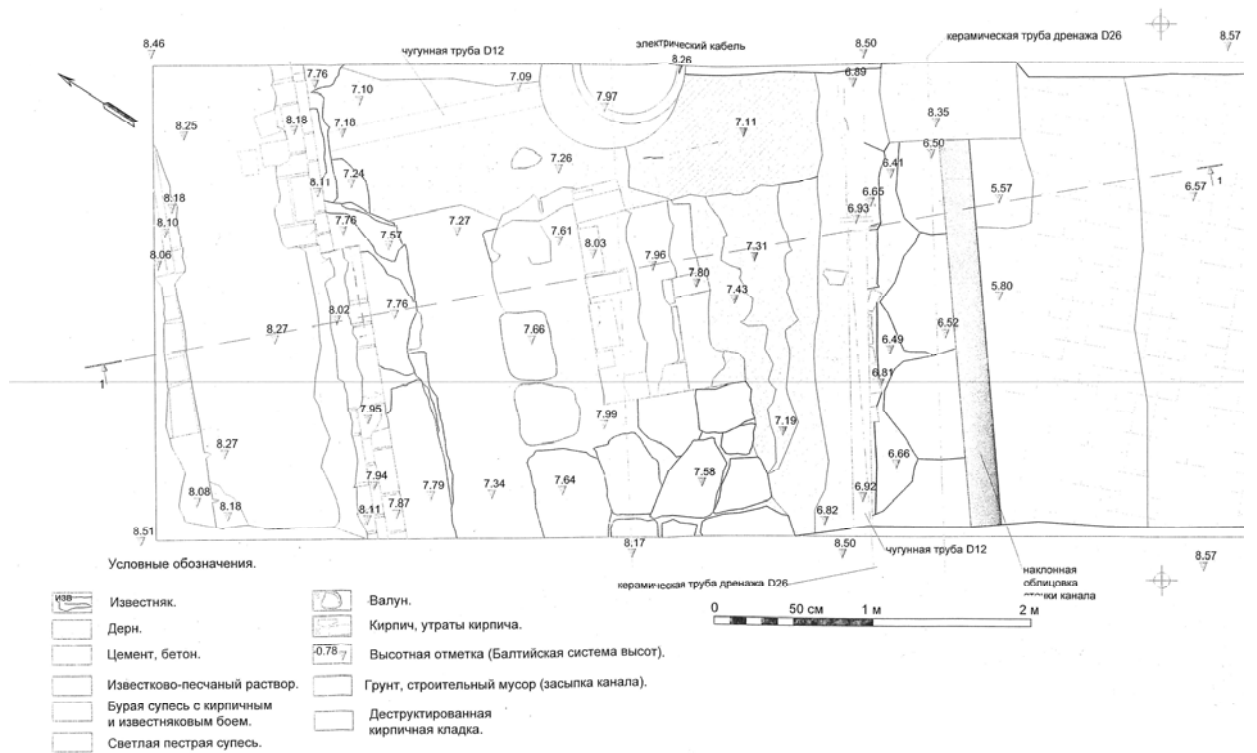 8.46
чугунная труба D12
электрический кабель
8.50
керамическая труба дренажа D26
8.57
8.26
7.76
7.09
6.89
7.10
7.97
8.25
8.18
7.10
7.11
8.35
7.26
6.50
6.41
7.24
8.11
5.57
6.57
1
8.18
6.65
8.10
7.76
7.27
6.93
7.57
7.61
8.03
8.06
7.96
7.31
7.80
7.43
5.80
8.02
7.76
8.27
7.66
6.52
6.49
1
6.81
7.95
7.99
7.19
8.27
6.66
7.58
7.94
7.79
7.34
7.64
8.08
8.18
7.87
6.92
8.11
6.82
8.51
8.17
8.50
чугунная труба D12
8.57
керамическая труба дренажа D26
наклонная
облицовка
канала
0 50 см 1 м 2 м
Условные обозначения.
изв
Известняк.
Дерн.
Цемент, бетон.
Известково-песчаный раствор.
Бурая супесь с кирпичным
и известняковым боем.
Светлая пестрая супесь.
Валун.
Кирпич, утраты кирпича.
-0.78
Высотная отметка (Балтийская система высот).
Грунт, строительный мусор (засыпка канала).
Деструктированная
кирпичная кладка.